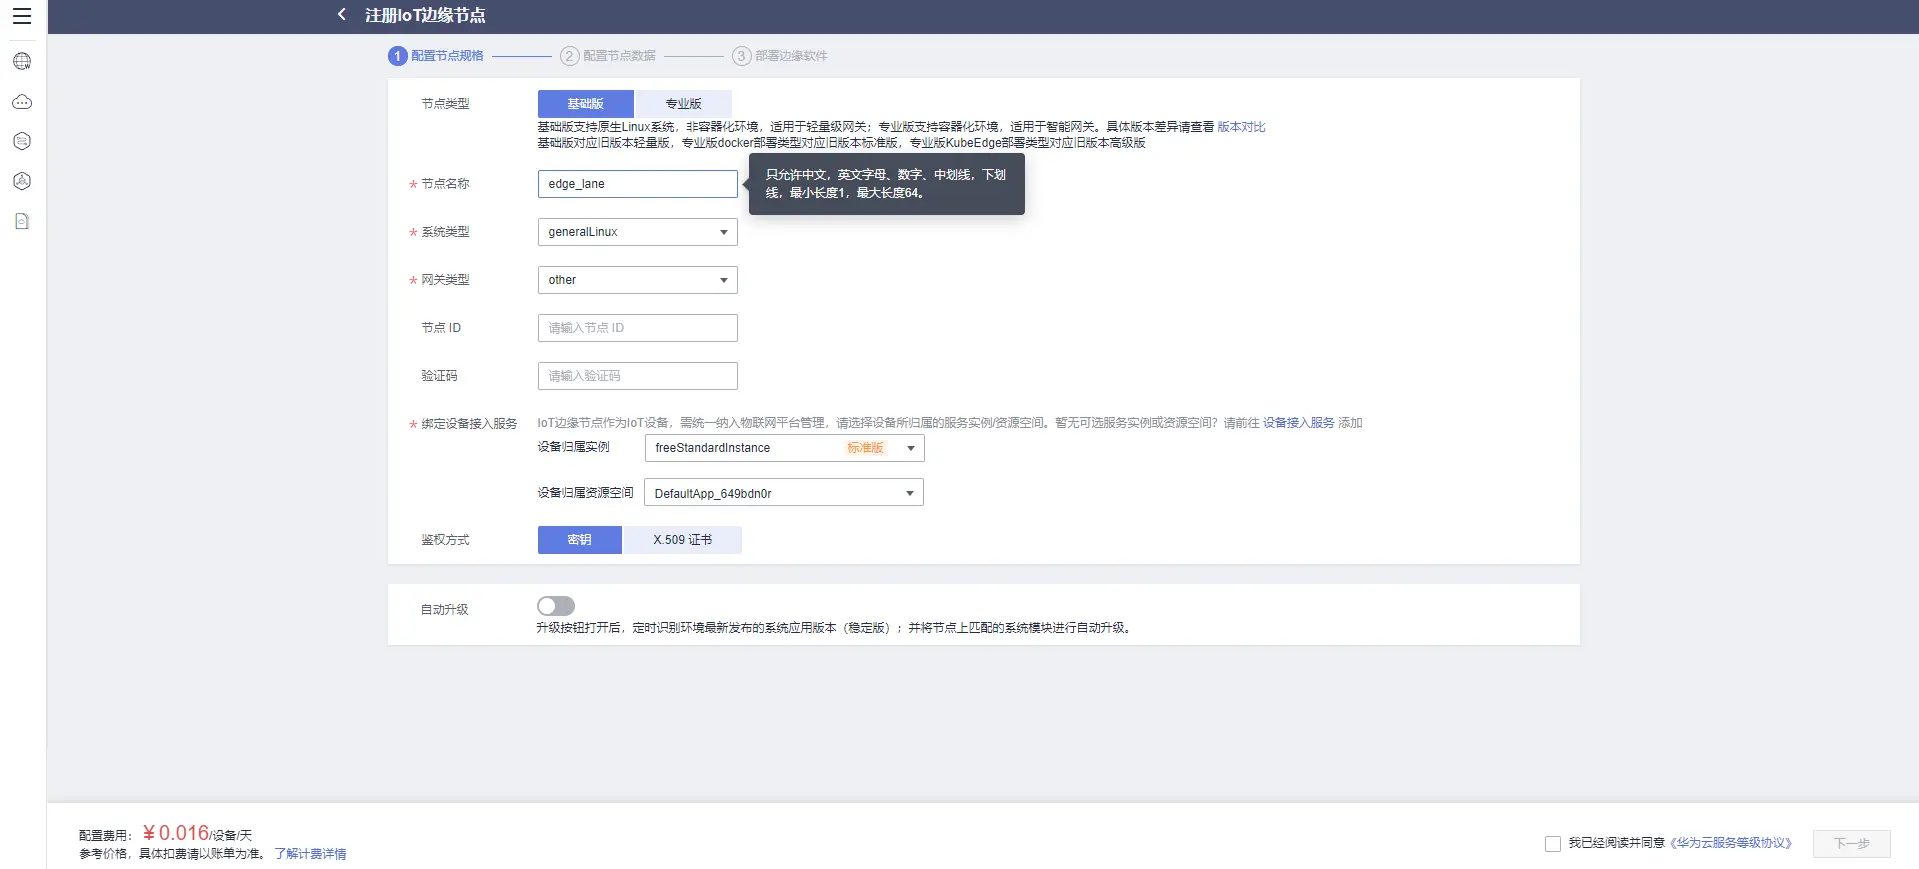 注册IoT边缘节点
1 配置节点规格
2 配置节点数据
3 部署边缘软件
节点类型
基础版
专业版
基础版支持原生Linux系统，非容器化环境，适用于轻量级网关；专业版支持容器化环境，适用于智能网关。具体版本差异请查看 版本对比
基础版对应旧版本轻量版，专业版docker部署类型对应旧版本标准版，专业版KubeEdge部署类型对应旧版本高级版
* 节点名称
edge_lane
只允许中文，英文字母、数字、中划线，下划
线，最小长度1，最大长度64。
* 系统类型
generalLinux
* 网关类型
other
节点 ID
请输入节点 ID
验证码
请输入验证码
* 绑定设备接入服务
IoT边缘节点作为IoT设备，需统一纳入物联网平台管理，请选择设备所归属的服务实例/资源空间。暂无可选服务实例或资源空间？请前往 设备接入服务 添加
设备归属实例
freeStandardInstance 标准版
设备归属资源空间
DefaultApp_649bdn0r
鉴权方式
密钥
X.509 证书
自动升级
升级按钮打开后，定时识别环境最新发布的系统应用版本（稳定版）；并将节点上匹配的系统模块进行自动升级。
配置费用： ¥0.016/设备/天
参考价格，具体扣费请以账单为准。 了解计费详情
我已经阅读并同意《华为云服务等级协议》
下一步